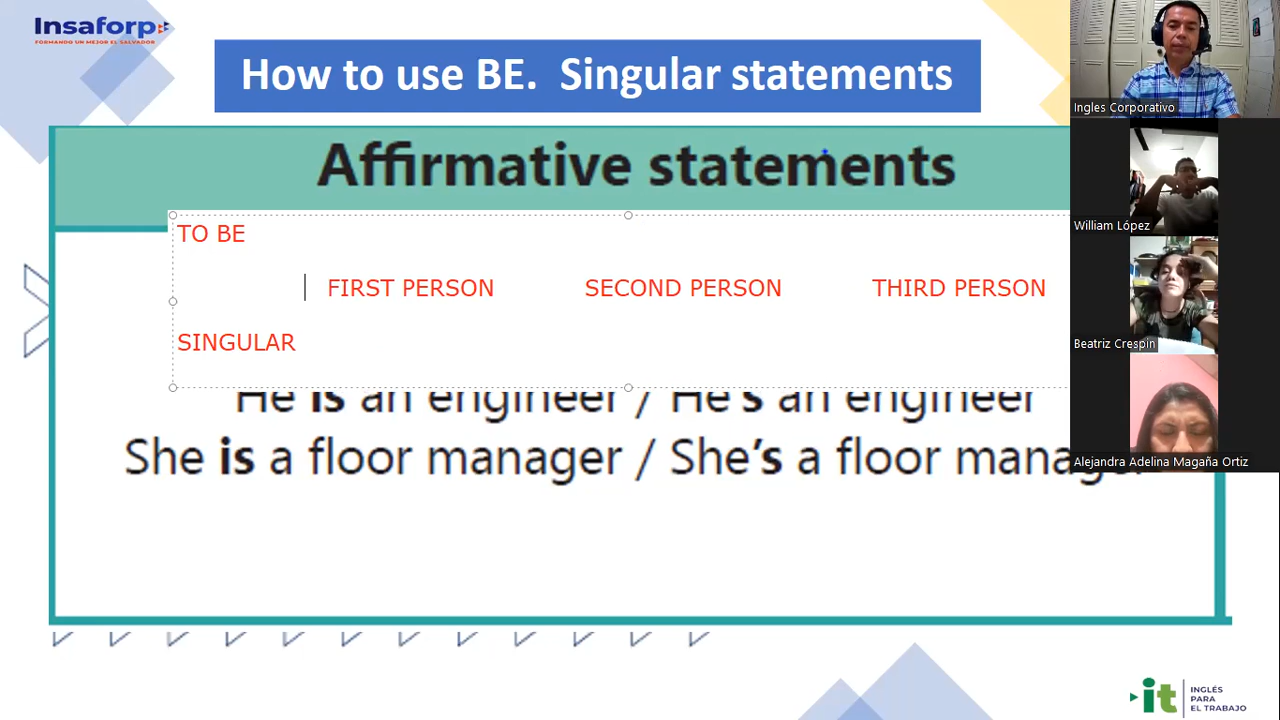 Insaforp
FORMANDO UN MEJOR EL SALVADOR
How to use BE. Singular statements
Ingles Corporativo
Affirmative statements
William López
TO BE
FIRST PERSON SECOND PERSON THIRD PERSON
SINGULAR
Beatriz Crespin
He is an engineer / He's an engineer
She is a floor manager / She's a floor manager
Alejandra Adelina Magaña Ortiz
it INGLÉS
PARA
EL TRABAJO